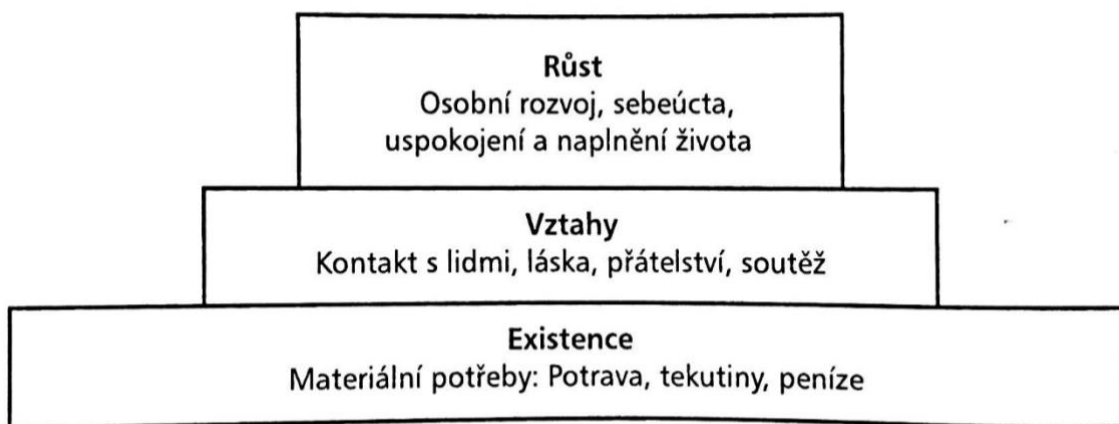 Růst
Osobní rozvoj, sebeúcta,
uspokojení a naplnění života
Vztahy
Kontakt s lidmi, láska, přátelství, soutěž
Existence
Materiální potřeby: Potrava, tekutiny, peníze